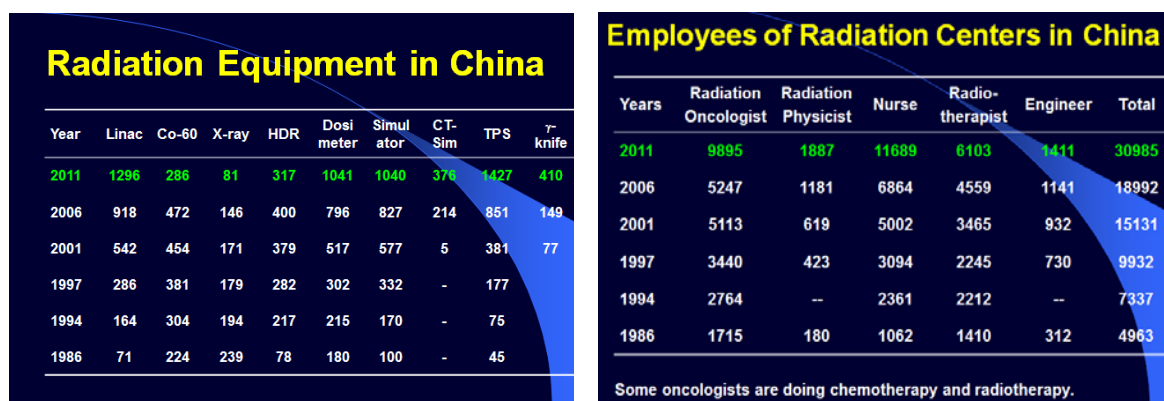 Radiation Equipment in China
Year Linac Co-60 X-ray HDR Dosi meter Simul ator CT- Sim TPS γ- knife
2011 1296 286 81 317 1041 1040 376 1427 410
2006 918 472 146 400 796 827 214 851 149
2001 542 454 171 379 517 577 5 381 77
1997 286 381 179 282 302 332 - 177
1994 164 304 194 217 215 170 - 75
1986 71 224 239 78 180 100 - 45
Employees of Radiation Centers in China
Years Radiation Oncologist Radiation Physicist Nurse Radio- therapist Engineer Total
2011 9895 1887 11689 6103 1411 30985
2006 5247 1181 6864 4559 1141 18992
2001 5113 619 5002 3465 932 15131
1997 3440 423 3094 2245 730 9932
1994 2764 -- 2361 2212 -- 7337
1986 1715 180 1062 1410 312 4963
Some oncologists are doing chemotherapy and radiotherapy.